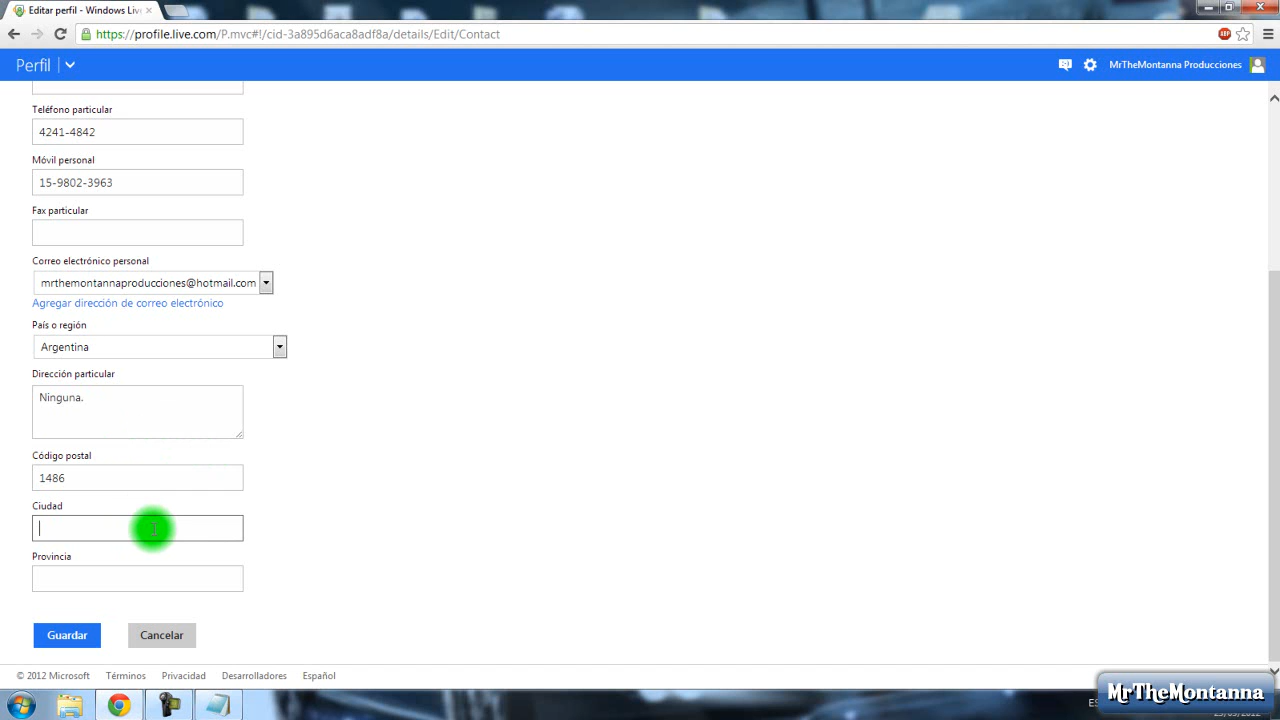 Editar perfil - Windows Liv
https://profile.live.com/P.mvc#!/cid-3a895d6aca8adf8a/details/Edit/Contact
ABP
Perfil
MrTheMontanna Producciones
Teléfono particular
4241-4842
Móvil personal
15-9802-3963
Fax particular
Correo electrónico personal
mrthemontannaproducciones@hotmail.com
Agregar dirección de correo electrónico
País o región
Argentina
Dirección particular
Ninguna.
Código postal
1486
Ciudad
Provincia
Guardar Cancelar
© 2012 Microsoft Términos Privacidad Desarrolladores Español
MrTheMontanna
ES